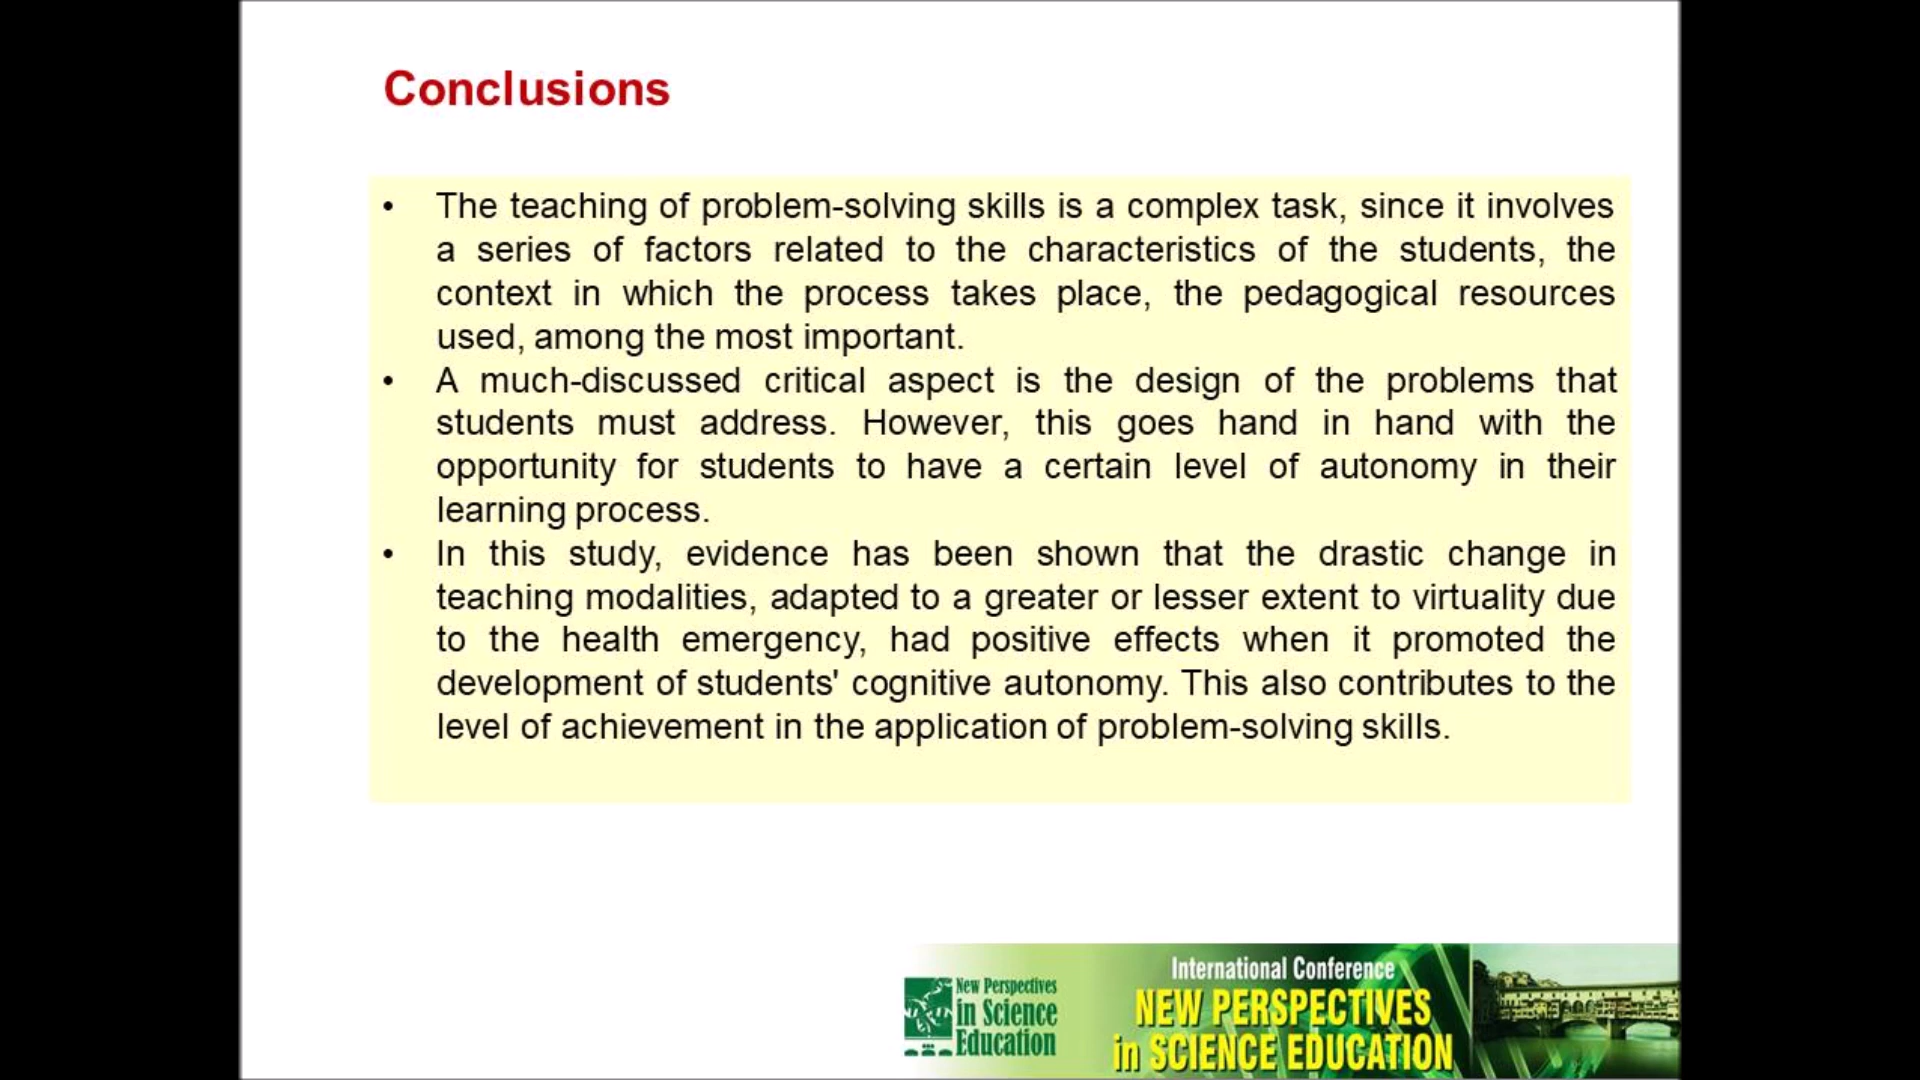 Conclusions
• The teaching of problem-solving skills is a complex task, since it involves
a series of factors related to the characteristics of the students, the
context in which the process takes place, the pedagogical resources
used, among the most important.
• A much-discussed critical aspect is the design of the problems that
students must address. However, this goes hand in hand with the
opportunity for students to have a certain level of autonomy in their
learning process.
• In this study, evidence has been shown that the drastic change in
teaching modalities, adapted to a greater or lesser extent to virtuality due
to the health emergency, had positive effects when it promoted the
development of students' cognitive autonomy. This also contributes to the
level of achievement in the application of problem-solving skills.
New Perspectives
in Science
Education
International Conference
NEW PERSPECTIVES
in SCIENCE EDUCATION